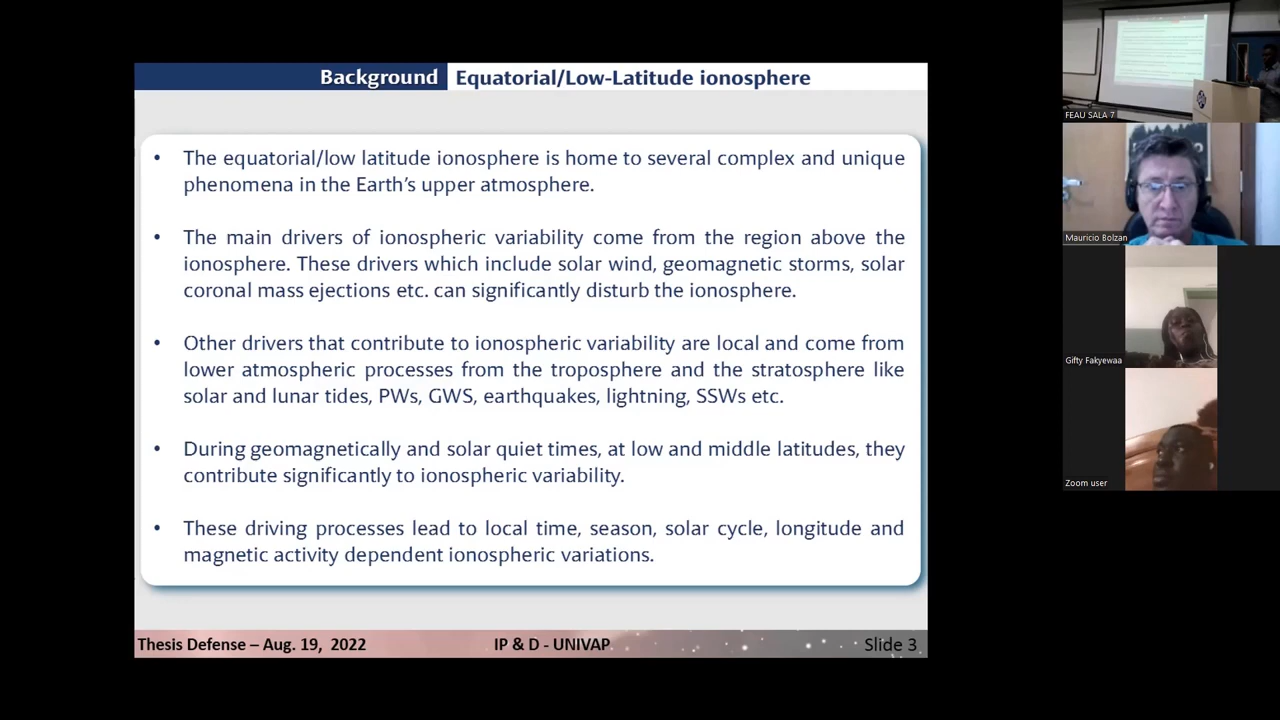 Background Equatorial/Low-Latitude ionosphere
• The equatorial/low latitude ionosphere is home to several complex and unique
phenomena in the Earth's upper atmosphere.
• The main drivers of ionospheric variability come from the region above the
ionosphere. These drivers which include solar wind, geomagnetic storms, solar
coronal mass ejections etc. can significantly disturb the ionosphere.
• Other drivers that contribute to ionospheric variability are local and come from
lower atmospheric processes from the troposphere and the stratosphere like
solar and lunar tides, PWs, GWS, earthquakes, lightning, SSWs etc.
• During geomagnetically and solar quiet times, at low and middle latitudes, they
contribute significantly to ionospheric variability.
• These driving processes lead to local time, season, solar cycle, longitude and
magnetic activity dependent ionospheric variations.
Thesis Defense – Aug. 19, 2022 IP & D - UNIVAP Slide 3
FEAU SALA 7
Mauricio Bolzan
Gifty Fakyewaa
Zoom user